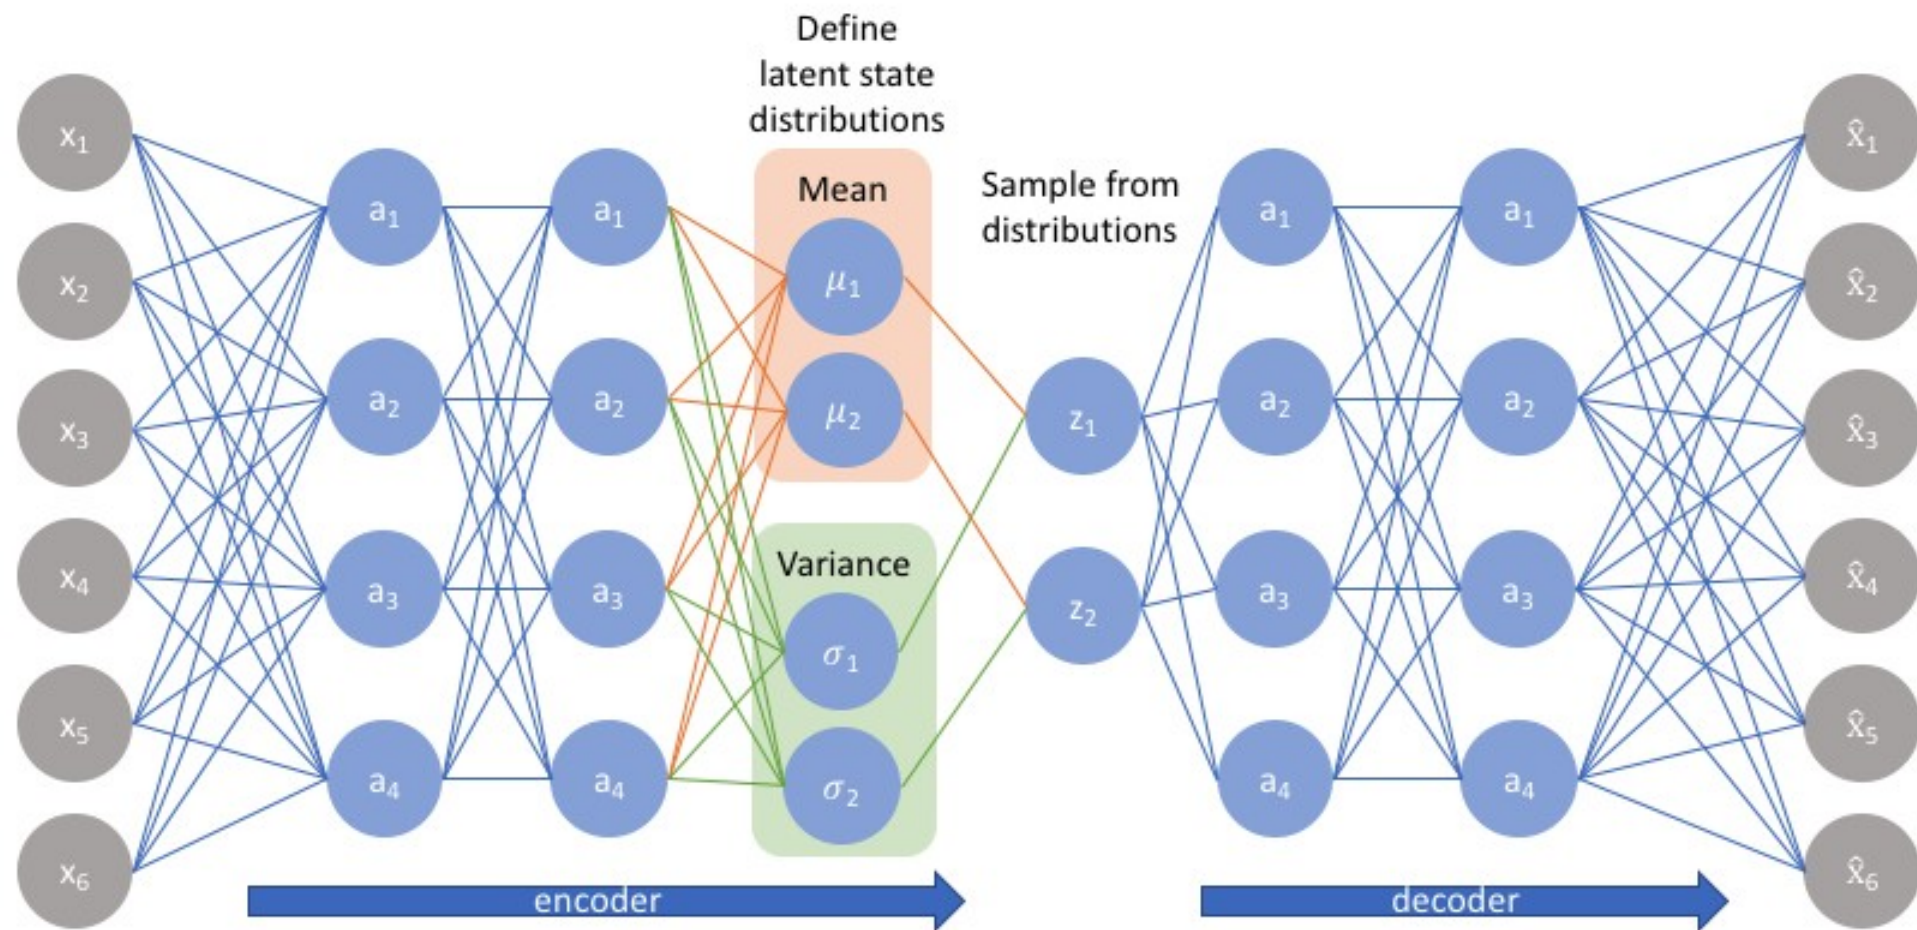 Define
latent state
distributions
x₁
x₂
x₃
x₄
x₅
x₆
a₁
a₂
a₃
a₄
a₁
a₂
a₃
a₄
Mean
μ₁
μ₂
Variance
σ₁
σ₂
Sample from
distributions
z₁
z₂
a₁
a₂
a₃
a₄
a₁
a₂
a₃
a₄
x̂₁
x̂₂
x̂₃
x̂₄
x̂₅
x̂₆
encoder
decoder